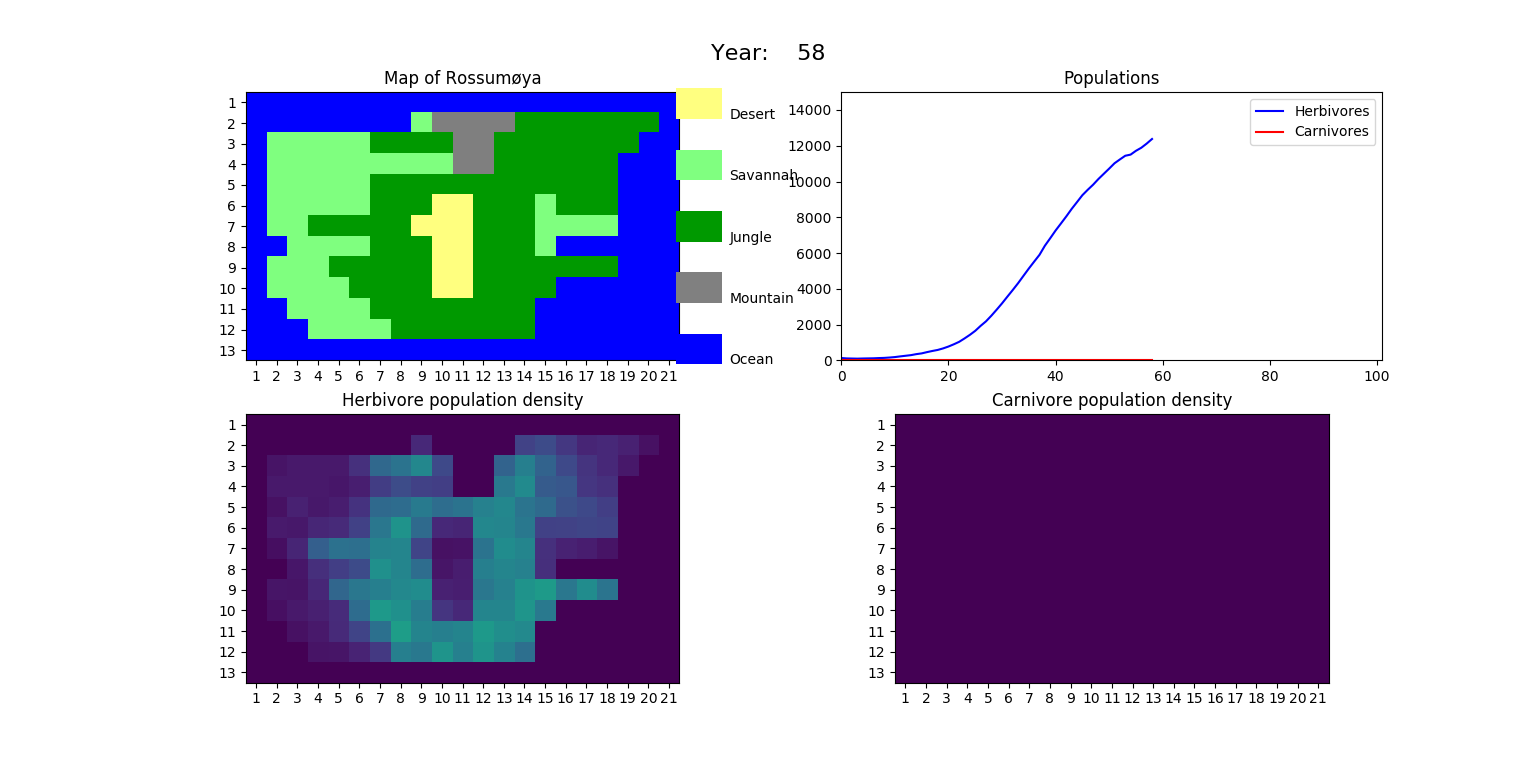 Year: 58
Map of Rossumøya
1
2
3
4
5
6
7
8
9
10
11
12
13
1 2 3 4 5 6 7 8 9 10 11 12 13 14 15 16 17 18 19 20 21
Desert
Savannah
Jungle
Mountain
Ocean
Populations
14000
12000
10000
8000
6000
4000
2000
0
0 20 40 60 80 100
Herbivores
Carnivores
Herbivore population density
1
2
3
4
5
6
7
8
9
10
11
12
13
1 2 3 4 5 6 7 8 9 10 11 12 13 14 15 16 17 18 19 20 21
Carnivore population density
1
2
3
4
5
6
7
8
9
10
11
12
13
1 2 3 4 5 6 7 8 9 10 11 12 13 14 15 16 17 18 19 20 21